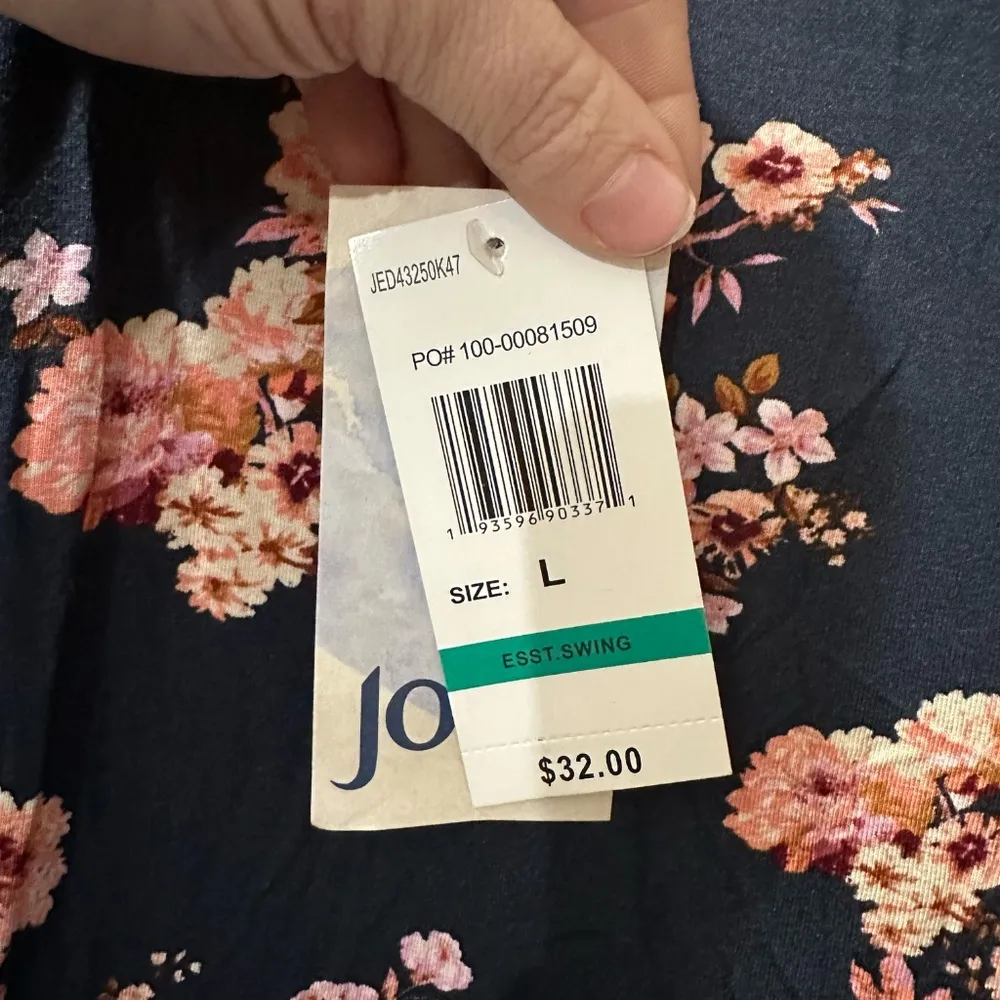 JED43250K47
PO# 100-00081509
1 93596 90337 1
SIZE: L
ESST.SWING
$32.00
Jo